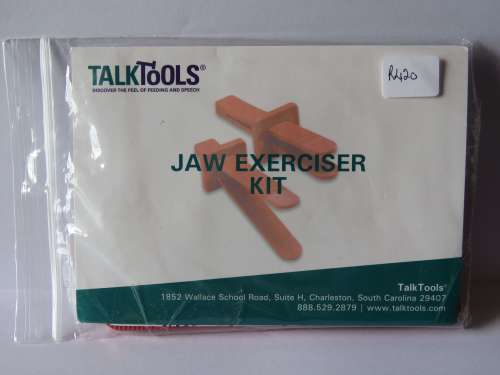 TALKTOOLS®
DISCOVER THE FEEL OF FEEDING AND SPEECH
R420
JAW EXERCISER
KIT
TalkTools®
1852 Wallace School Road, Suite H, Charleston, South Carolina 29407
888.529.2879 | www.talktools.com